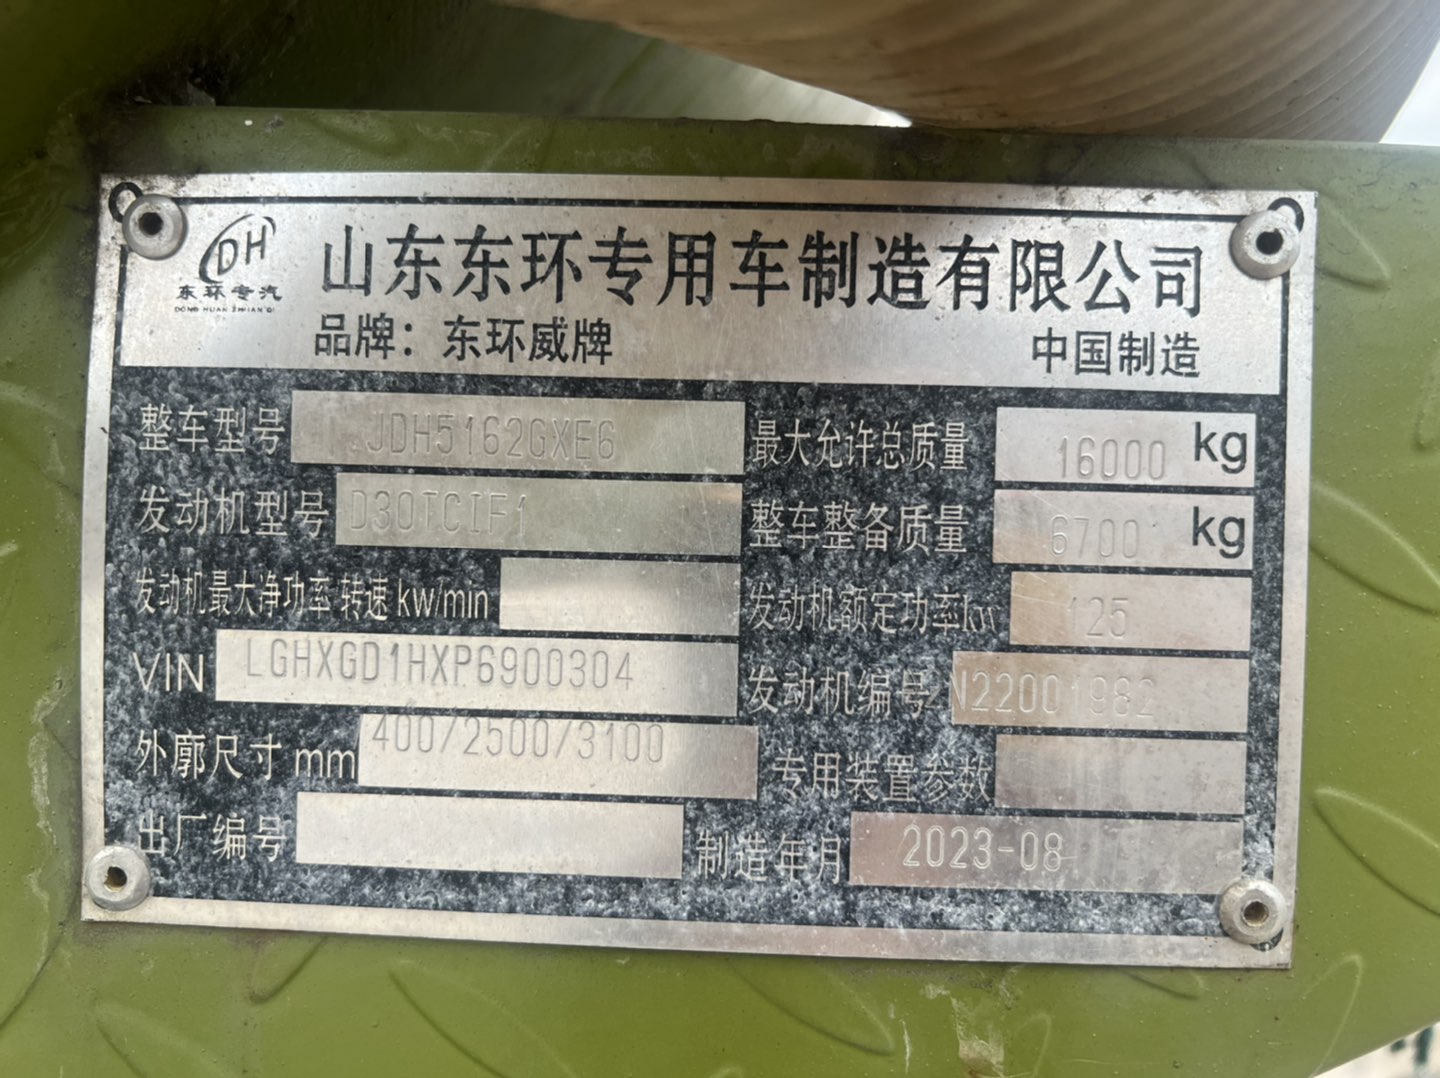 DH
东环专汽
DONG HUAN ZHUAN QI
山东东环专用车制造有限公司
品牌：东环威牌 中国制造
整车型号 JDH5162GXE6 最大允许总质量 16000 kg
发动机型号 D30TCIF1 整车整备质量 6700 kg
发动机最大净功率 转速 kw/min 发动机额定功率kw 125
VIN LGHXGD1HXP6900304 发动机编号 N22001982
外廓尺寸 mm 400/2500/3100 专用装置参数
出厂编号 制造年月 2023-08